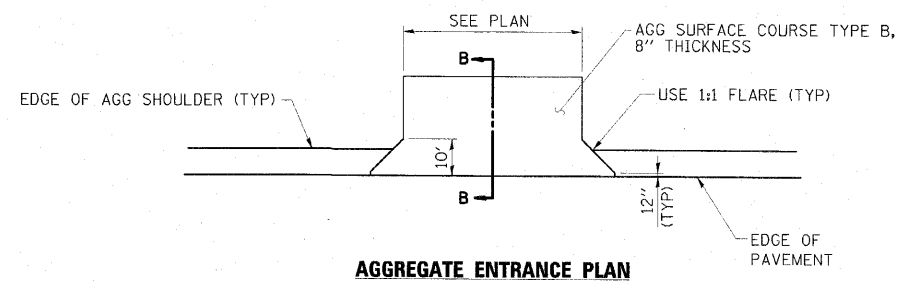 SEE PLAN
AGG SURFACE COURSE TYPE B,
8" THICKNESS
B
EDGE OF AGG SHOULDER (TYP)
USE 1:1 FLARE (TYP)
10'
12"
(TYP)
B
EDGE OF
PAVEMENT
AGGREGATE ENTRANCE PLAN